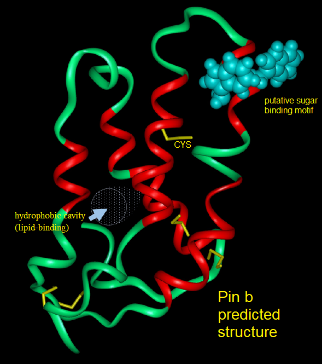 putative sugar
binding motif
CYS
hydrophobic cavity
(lipid binding)
Pin b
predicted
structure